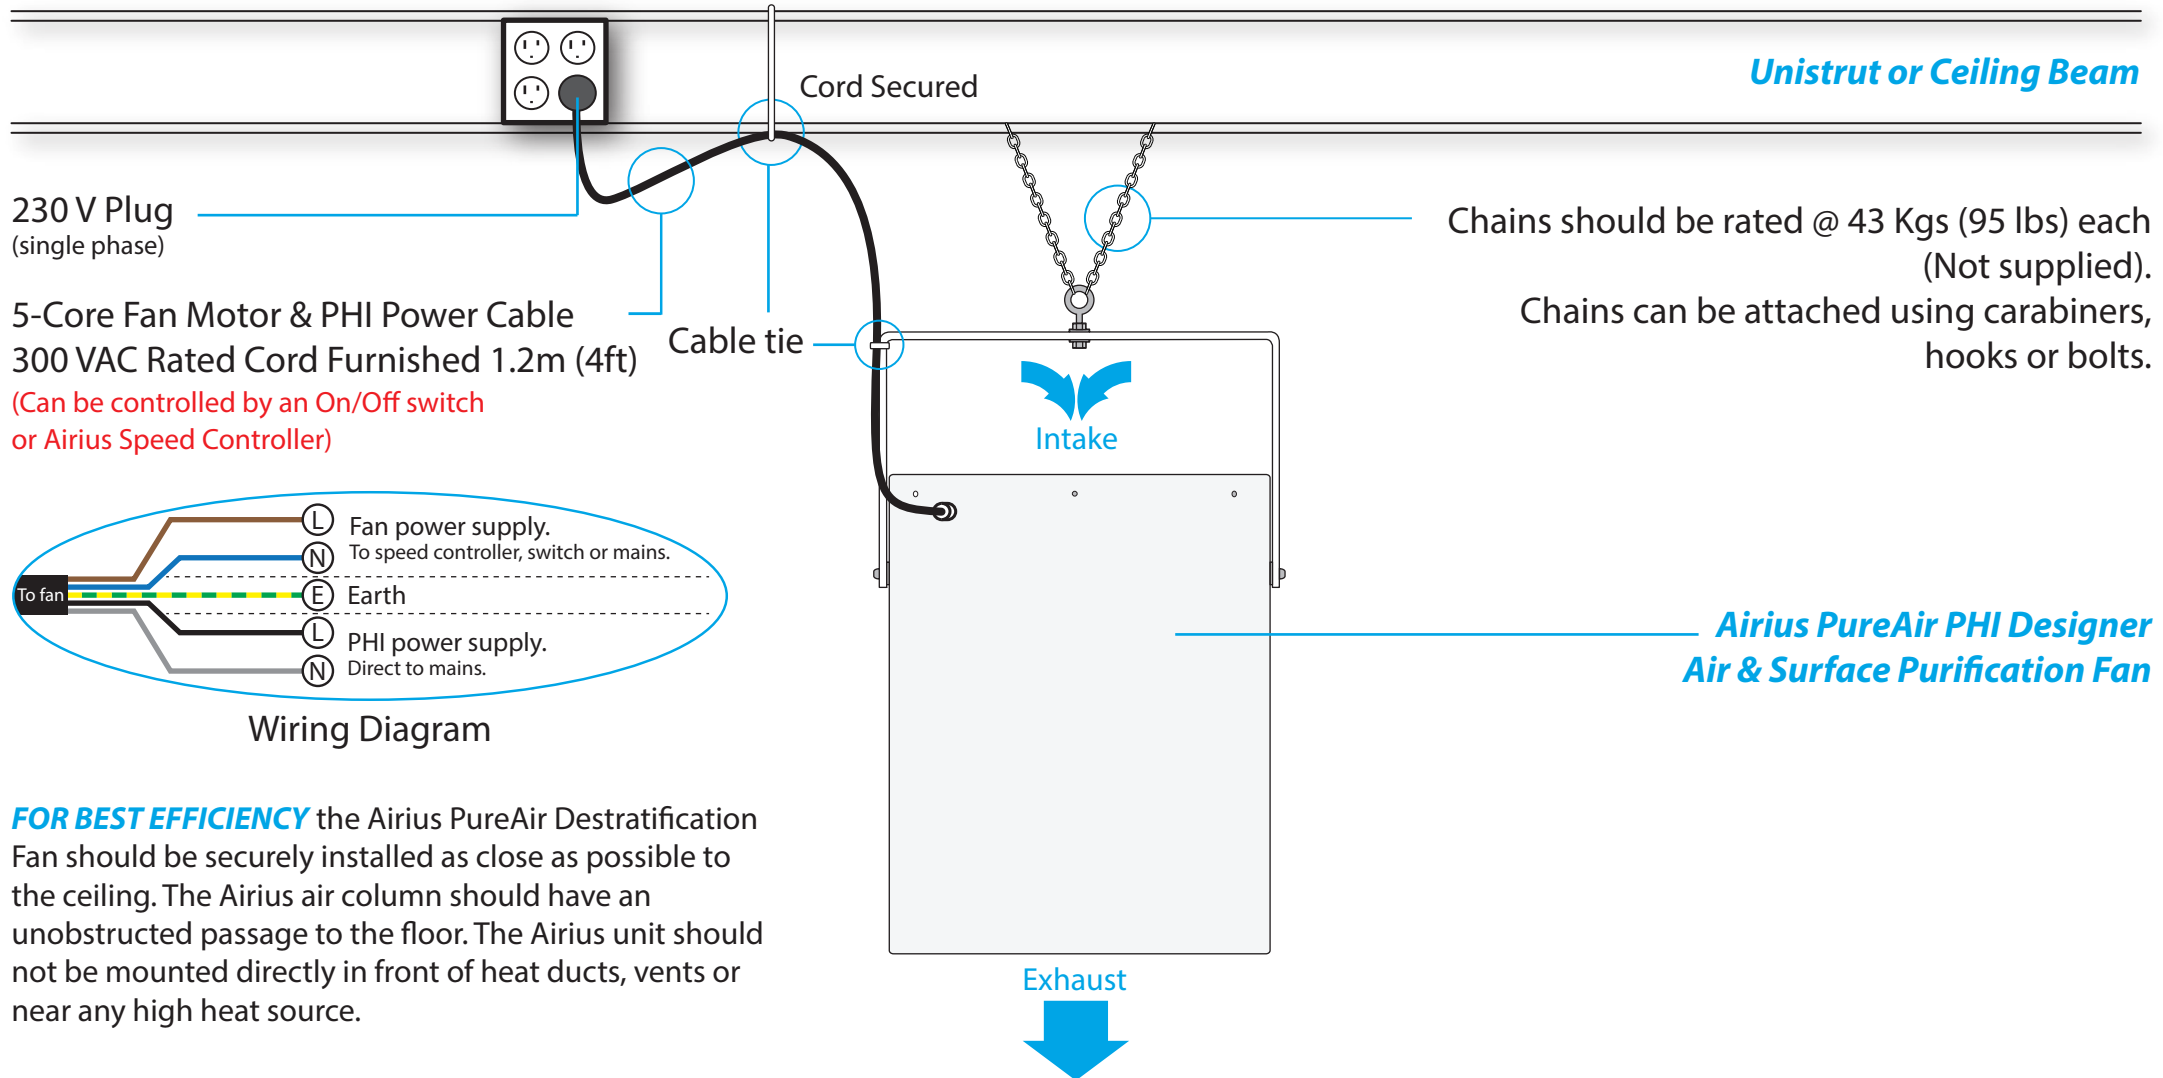 Unistrut or Ceiling Beam
Cord Secured
230 V Plug
(single phase)
5-Core Fan Motor & PHI Power Cable
300 VAC Rated Cord Furnished 1.2m (4ft)
(Can be controlled by an On/Off switch
or Airius Speed Controller)
Cable tie
Chains should be rated @ 43 Kgs (95 lbs) each
(Not supplied).
Chains can be attached using carabiners,
hooks or bolts.
Intake
To fan
L
Fan power supply.
N
To speed controller, switch or mains.
E
Earth
L
PHI power supply.
N
Direct to mains.
Wiring Diagram
Airius PureAir PHI Designer
Air & Surface Purification Fan
FOR BEST EFFICIENCY the Airius PureAir Destratification
Fan should be securely installed as close as possible to
the ceiling. The Airius air column should have an
unobstructed passage to the floor. The Airius unit should
not be mounted directly in front of heat ducts, vents or
near any high heat source.
Exhaust